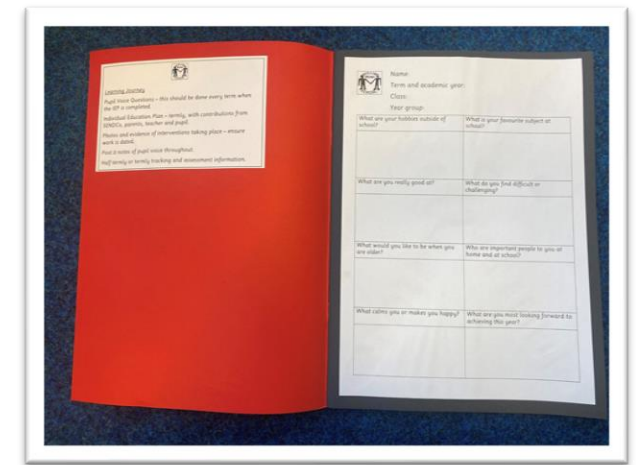 Learning Journey
Pupil Voice Questions – this should be done every term when
the IEP is completed.
Individual Education Plan – termly, with contributions from
SENDCo, parents, teacher and pupil.
Photos and evidence of interventions taking place – ensure
work is dated.
Post it notes of pupil voice throughout.
Half termly or termly tracking and assessment information.
Name:
Term and academic year:
Class:
Year group:
What are your hobbies outside of
school?
What is your favourite subject at
school?
What are you really good at?
What do you find difficult or
challenging?
What would you like to be when you
are older?
Who are important people to you at
home and at school?
What calms you or makes you happy?
What are you most looking forward to
achieving this year?